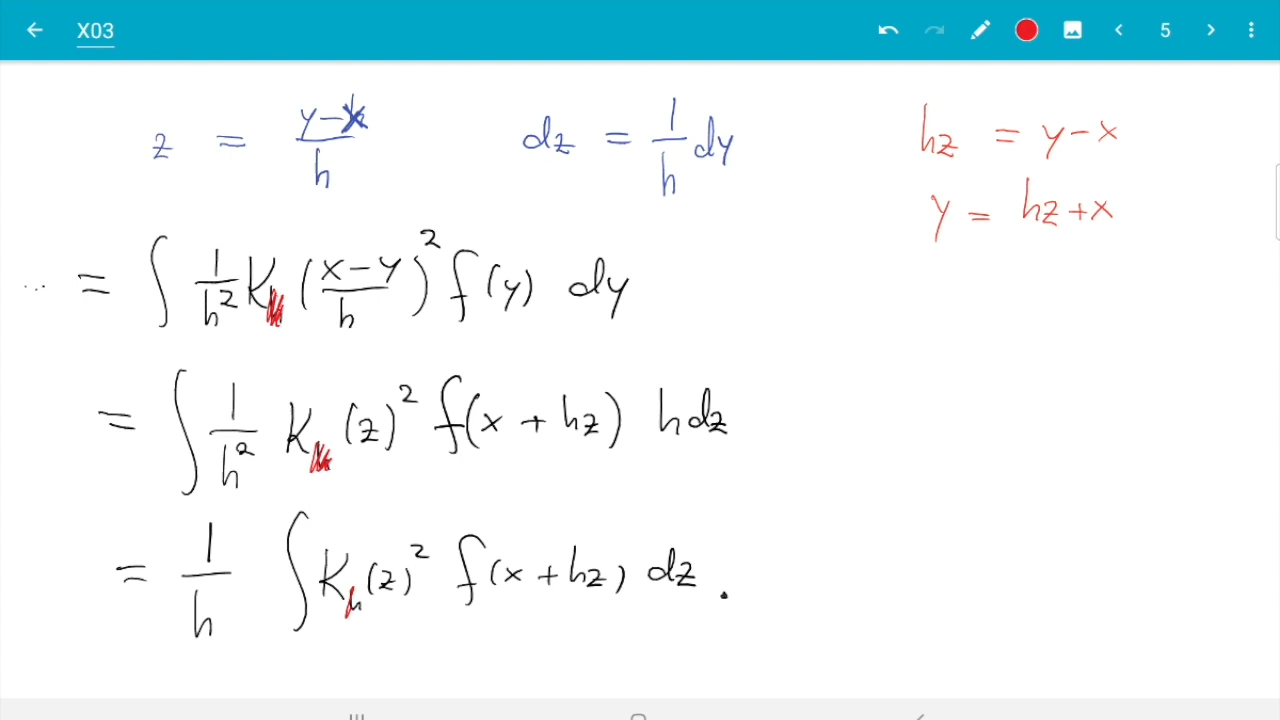 X03 5
z = (y-x)/h dz = 1/h dy hz = y-x
y = hz+x
... = ∫ 1/h² K ((x-y)/h)² f(y) dy
= ∫ 1/h² K (z)² f(x + hz) h dz
= 1/h ∫ K (z)² f(x + hz) dz .